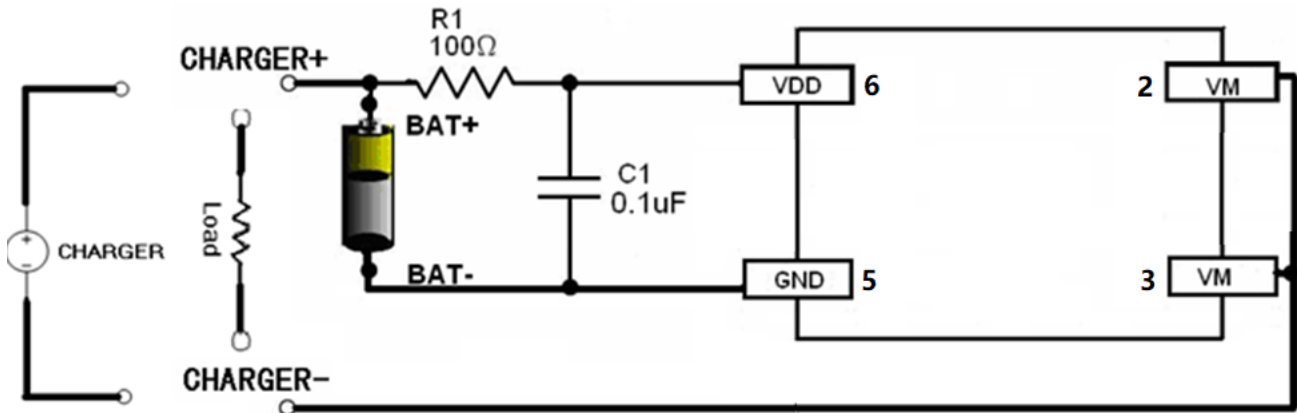 R1
100Ω
CHARGER+
VDD
6
2
VM
BAT+
C1
0.1uF
Load
+
−
CHARGER
BAT-
GND
5
3
VM
CHARGER-